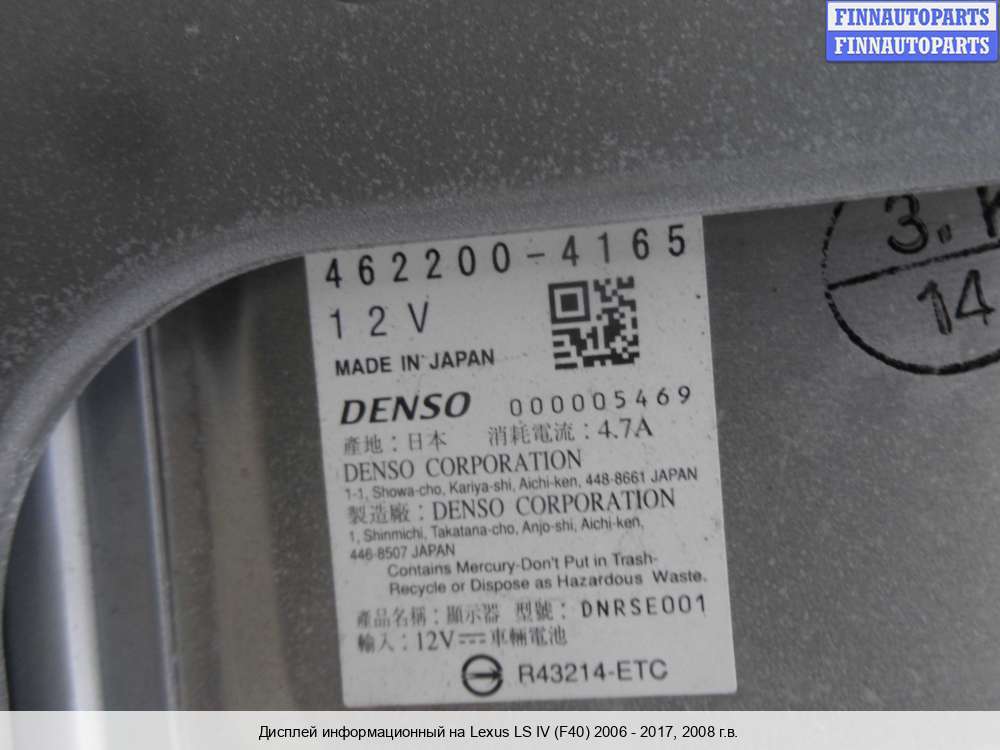 FINNAUTOPARTS
FINNAUTOPARTS
3.
14
462200-4165
12V
MADE IN JAPAN
DENSO 000005469
產地：日本 消耗電流：4.7A
DENSO CORPORATION
1-1, Showa-cho, Kariya-shi, Aichi-ken, 448-8661 JAPAN
製造廠：DENSO CORPORATION
1, Shinmichi, Takatana-cho, Anjo-shi, Aichi-ken,
446-8507 JAPAN
Contains Mercury-Don't Put in Trash-
Recycle or Dispose as Hazardous Waste.
產品名稱：顯示器 型號：DNRSE001
輸入：12V⎓車輛電池
R43214-ETC
Дисплей информационный на Lexus LS IV (F40) 2006 - 2017, 2008 г.в.